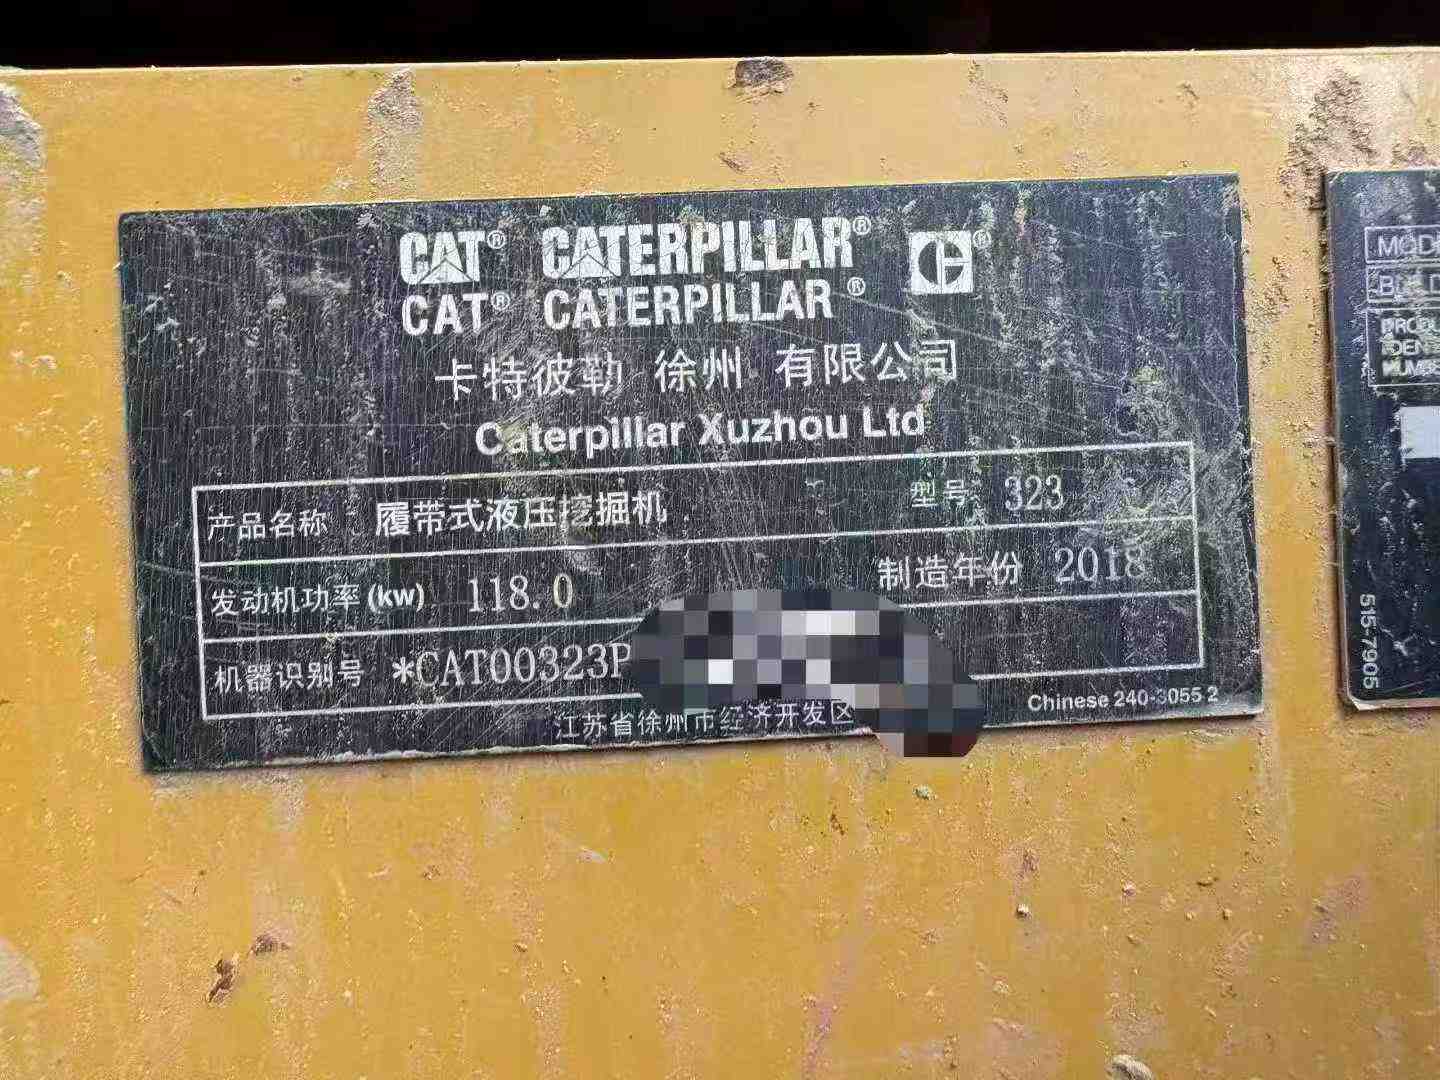 CAT® CATERPILLAR® ®
CAT® CATERPILLAR®
卡特彼勒 徐州 有限公司
Caterpillar Xuzhou Ltd
产品名称 履带式液压挖掘机 型号 323
发动机功率(kw) 118.0 制造年份 2018
机器识别号 *CAT00323P
江苏省徐州市经济开发区
Chinese 240-3055 2
515-7905